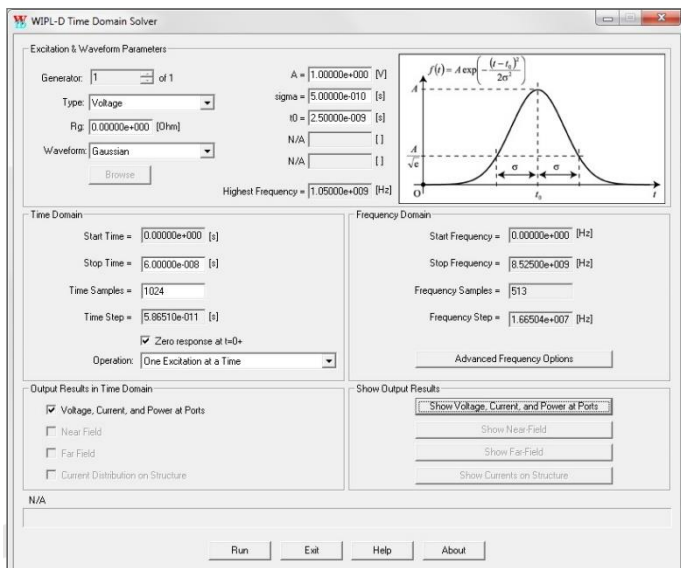 WIPL-D Time Domain Solver
Excitation & Waveform Parameters
Generator: 1 of 1
Type: Voltage
Rg: 0.00000e+000 [Ohm]
Waveform: Gaussian
Browse
A = 1.00000e+000 [V]
sigma = 5.00000e-010 [s]
t0 = 2.50000e-009 [s]
N/A [ ]
N/A [ ]
Highest Frequency = 1.05000e+009 [Hz]
f(t) = A exp(-(t-t₀)²/2σ²)
A
A/√e
σ σ
O t₀ t
Time Domain
Start Time = 0.00000e+000 [s]
Stop Time = 6.00000e-008 [s]
Time Samples = 1024
Time Step = 5.86510e-011 [s]
Zero response at t=0+
Operation: One Excitation at a Time
Frequency Domain
Start Frequency = 0.00000e+000 [Hz]
Stop Frequency = 8.52500e+009 [Hz]
Frequency Samples = 513
Frequency Step = 1.66504e+007 [Hz]
Advanced Frequency Options
Output Results in Time Domain
Voltage, Current, and Power at Ports
Near Field
Far Field
Current Distribution on Structure
Show Output Results
Show Voltage, Current, and Power at Ports
Show Near-Field
Show Far-Field
Show Currents on Structure
N/A
Run Exit Help About